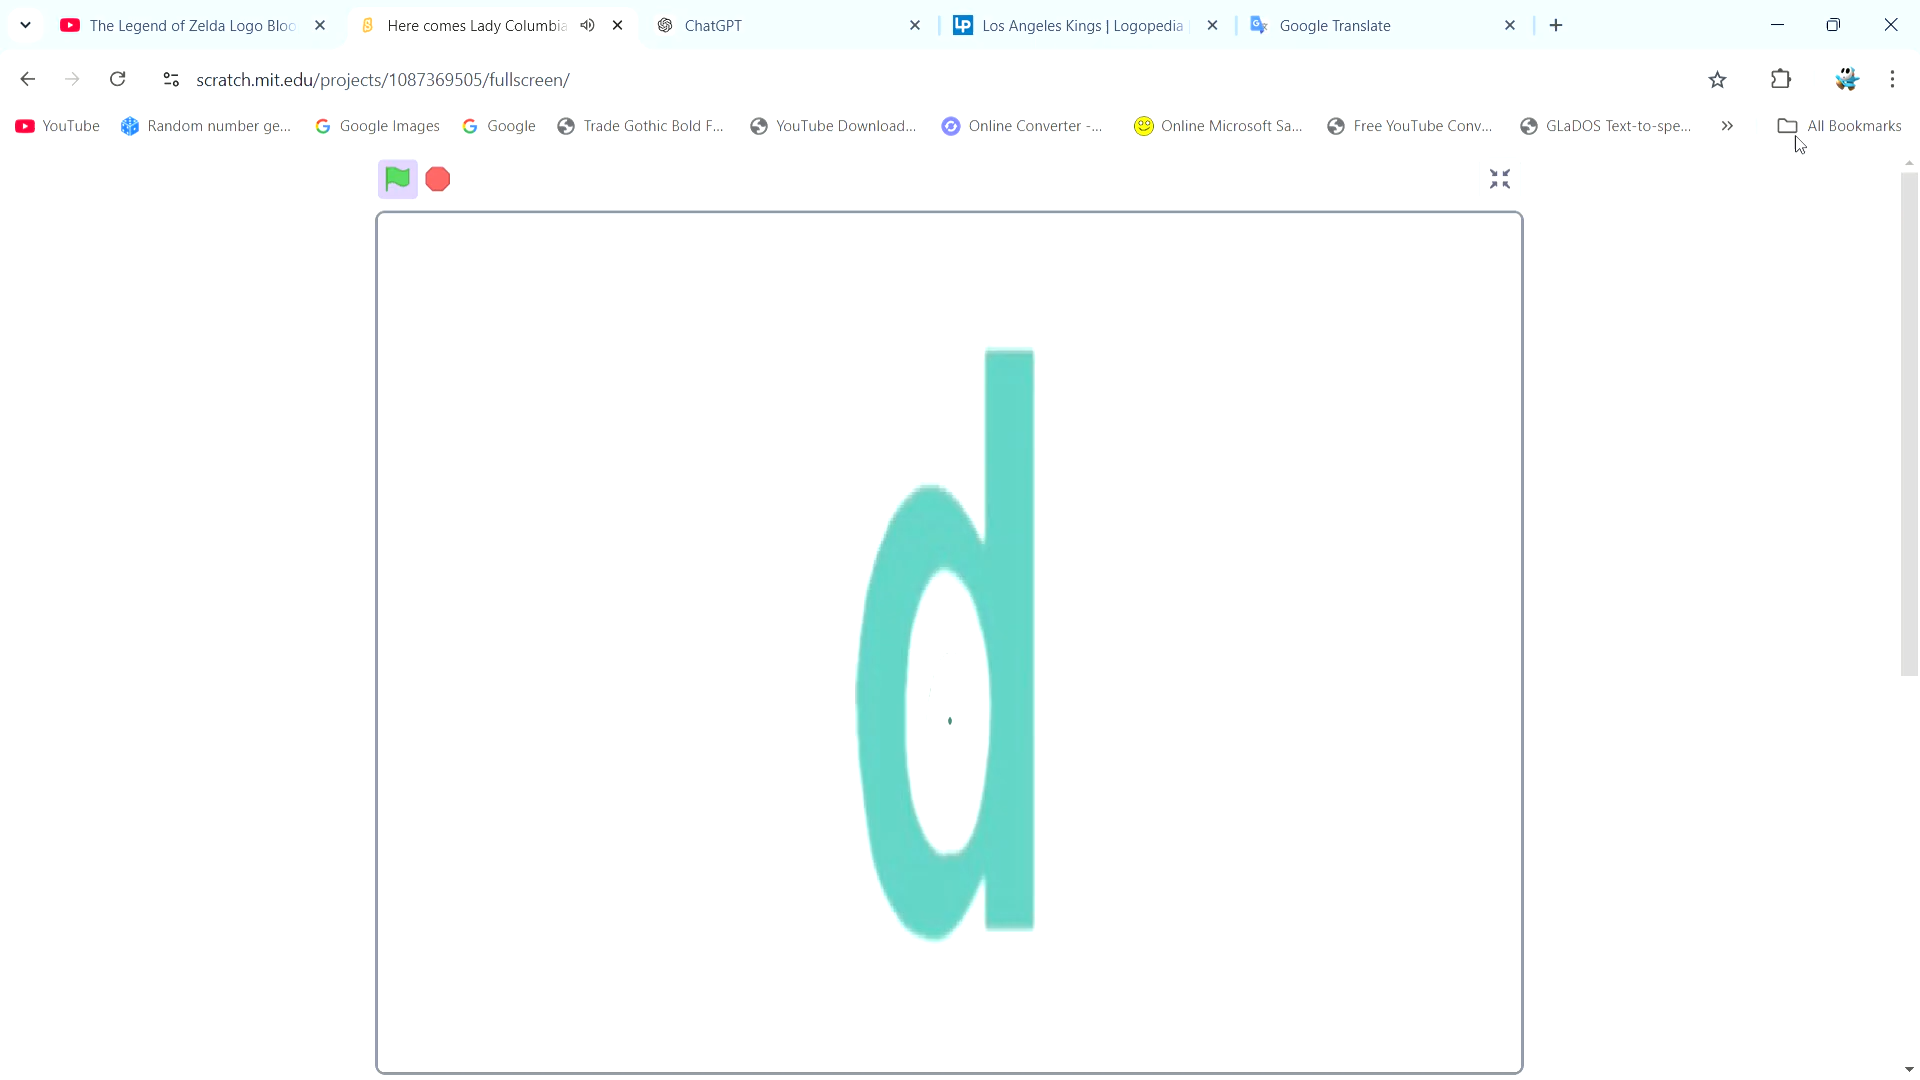 The Legend of Zelda Logo Bloo
Here comes Lady Columbia
ChatGPT
Los Angeles Kings | Logopedia
Google Translate
scratch.mit.edu/projects/1087369505/fullscreen/
YouTube
Random number ge...
Google Images
Google
Trade Gothic Bold F...
YouTube Download...
Online Converter -...
Online Microsoft Sa...
Free YouTube Conv...
GLaDOS Text-to-spe...
All Bookmarks
d